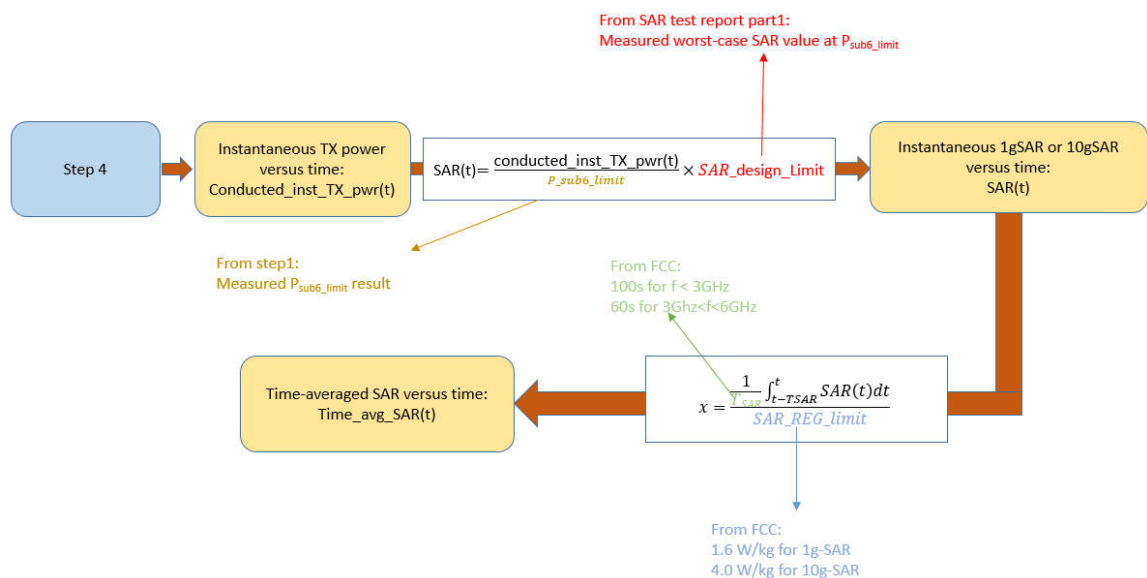 From SAR test report part1:
Measured worst-case SAR value at P_sub6_limit
Step 4
Instantaneous TX power
versus time:
Conducted_inst_TX_pwr(t)
SAR(t)= conducted_inst_TX_pwr(t) / P_sub6_limit × SAR_design_Limit
Instantaneous 1gSAR or 10gSAR
versus time:
SAR(t)
From step1:
Measured P_sub6_limit result
From FCC:
100s for f < 3GHz
60s for 3Ghz<f<6GHz
Time-averaged SAR versus time:
Time_avg_SAR(t)
x = 1/T_SAR ∫_{t-TSAR}^{t} SAR(t)dt / SAR_REG_limit
From FCC:
1.6 W/kg for 1g-SAR
4.0 W/kg for 10g-SAR